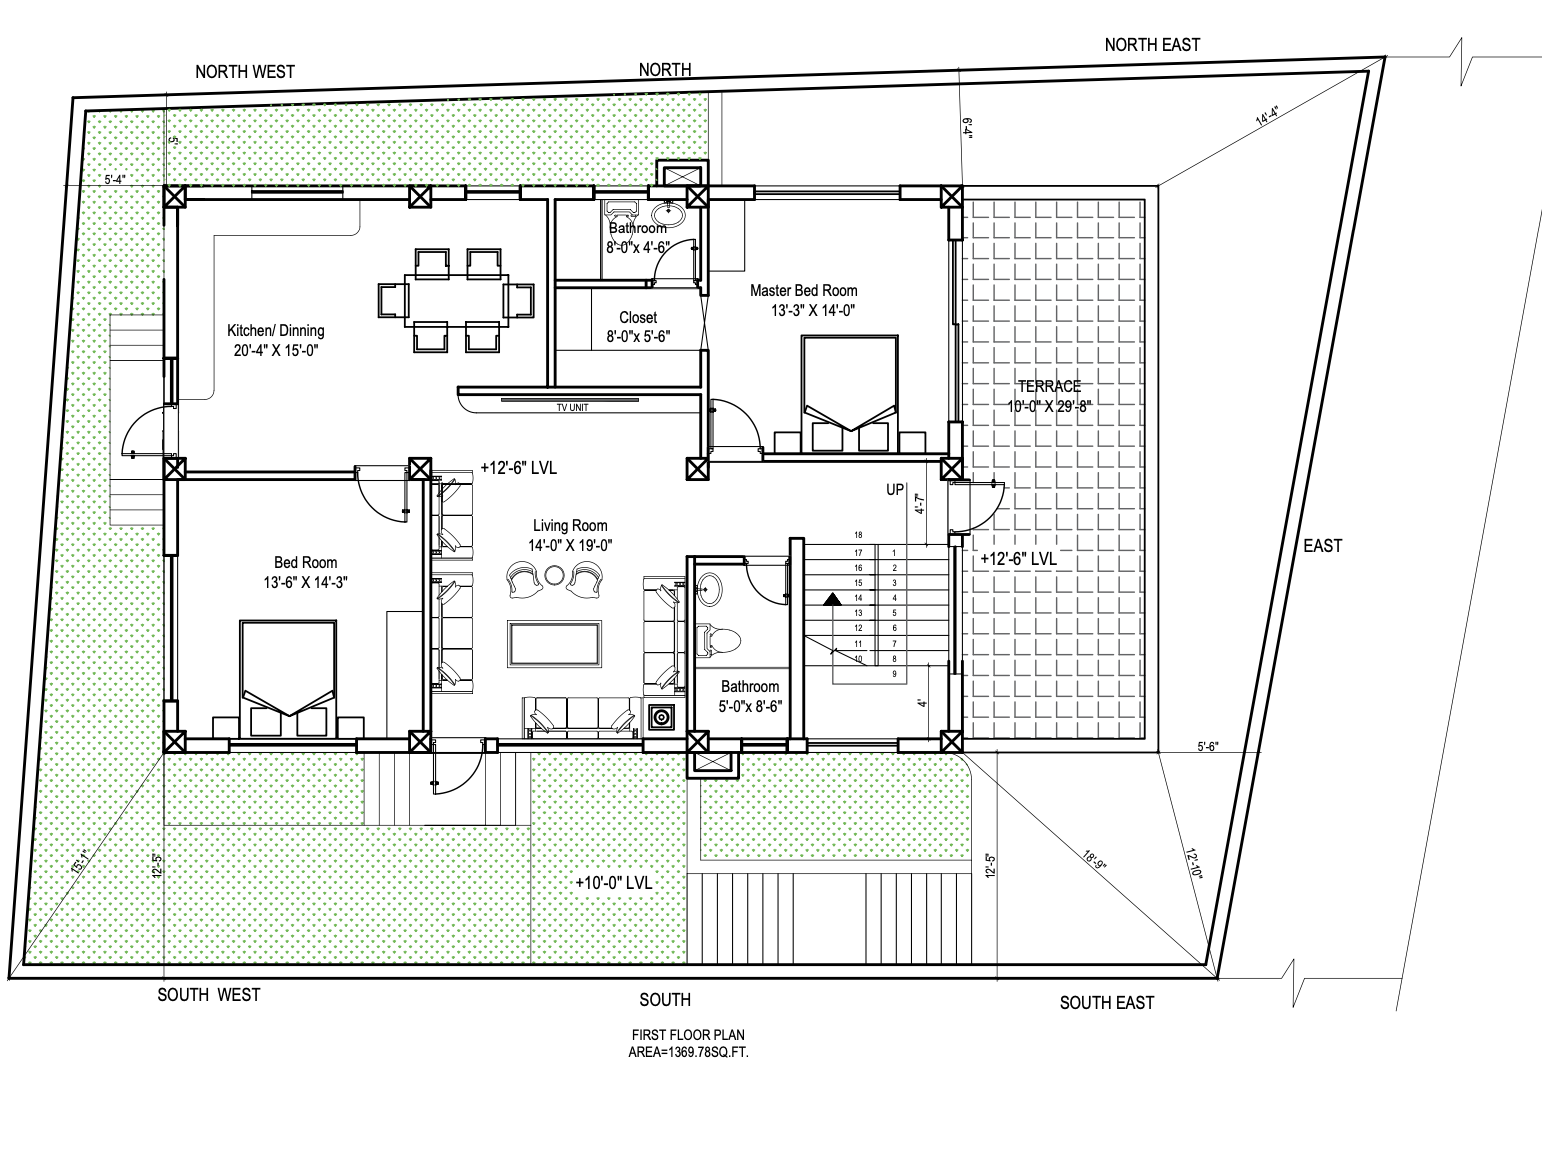 NORTH EAST
NORTH
NORTH WEST
14'-4"
6'-4"
5'
5'-4"
Bathroom
8'-0"x 4'-6"
Master Bed Room
13'-3" X 14'-0"
Closet
8'-0"x 5'-6"
Kitchen/ Dinning
20'-4" X 15'-0"
TERRACE
10'-0" X 29'-8"
TV UNIT
+12'-6" LVL
UP
4'-7"
Living Room
14'-0" X 19'-0"
18
EAST
17 1
+12'-6" LVL
Bed Room
13'-6" X 14'-3"
16 2
15 3
14 4
13 5
12 6
11 7
10 8
9
Bathroom
5'-0"x 8'-6"
4'
5'-6"
15'-1"
12'-5"
12'-5"
18'-9"
12'-10"
+10'-0" LVL
SOUTH WEST
SOUTH
SOUTH EAST
FIRST FLOOR PLAN
AREA=1369.78SQ.FT.